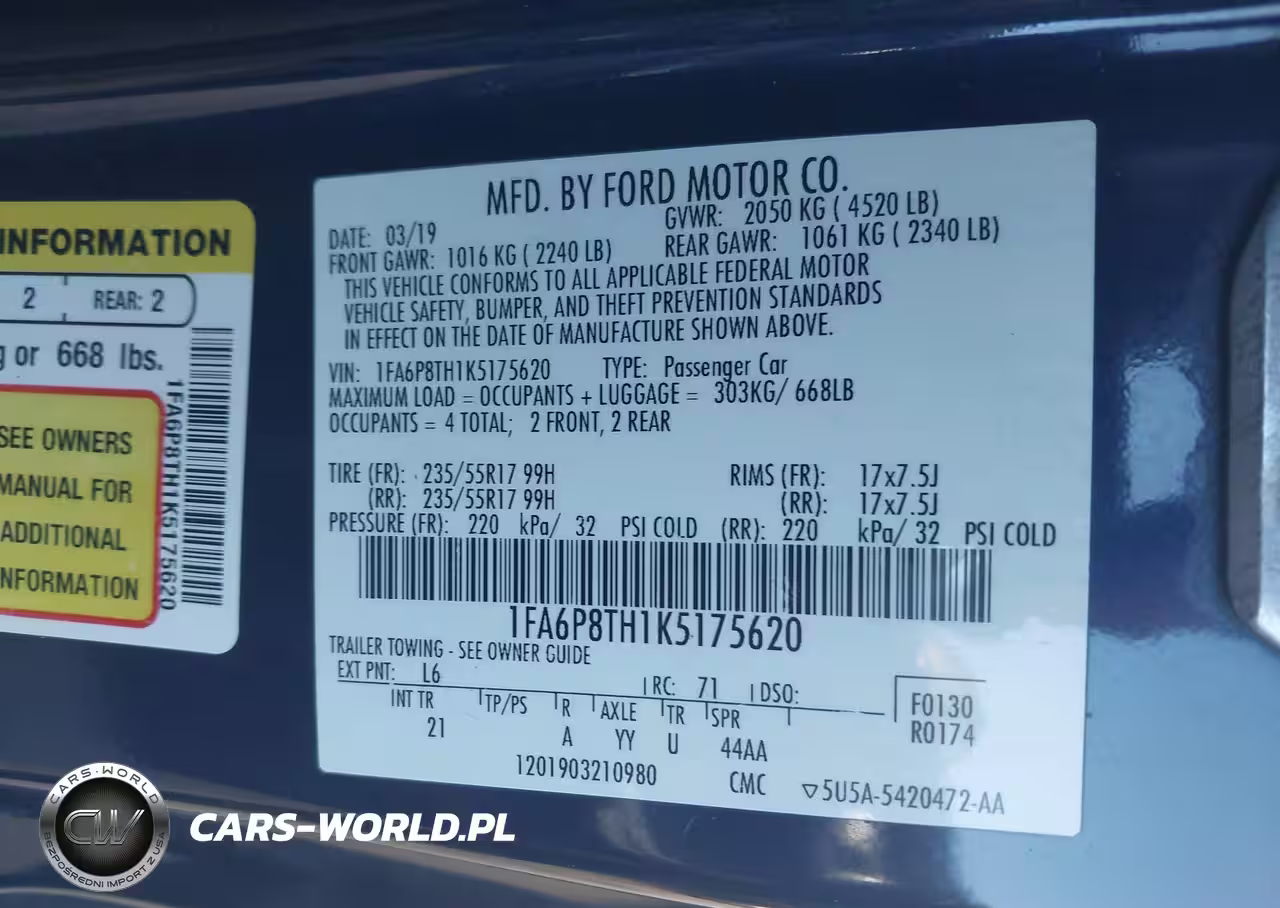 INFORMATION
2 REAR: 2
g or 668 lbs.
SEE OWNERS
MANUAL FOR
ADDITIONAL
INFORMATION
1FA6P8TH1K5175620
MFD. BY FORD MOTOR CO.
DATE: 03/19 GVWR: 2050 KG ( 4520 LB)
FRONT GAWR: 1016 KG ( 2240 LB) REAR GAWR: 1061 KG ( 2340 LB)
THIS VEHICLE CONFORMS TO ALL APPLICABLE FEDERAL MOTOR
VEHICLE SAFETY, BUMPER, AND THEFT PREVENTION STANDARDS
IN EFFECT ON THE DATE OF MANUFACTURE SHOWN ABOVE.
VIN: 1FA6P8TH1K5175620 TYPE: Passenger Car
MAXIMUM LOAD = OCCUPANTS + LUGGAGE = 303KG/ 668LB
OCCUPANTS = 4 TOTAL; 2 FRONT, 2 REAR
TIRE (FR): 235/55R17 99H RIMS (FR): 17x7.5J
(RR): 235/55R17 99H (RR): 17x7.5J
PRESSURE (FR): 220 kPa/ 32 PSI COLD (RR): 220 kPa/ 32 PSI COLD
1FA6P8TH1K5175620
TRAILER TOWING - SEE OWNER GUIDE
EXT PNT: L6 RC: 71 DSO:
INT TR TP/PS R AXLE TR SPR F0130
21 A YY U 44AA R0174
1201903210980 CMC 5U5A-5420472-AA
CARS-WORLD
CW
BEZPOŚREDNI IMPORT Z USA
CARS-WORLD.PL